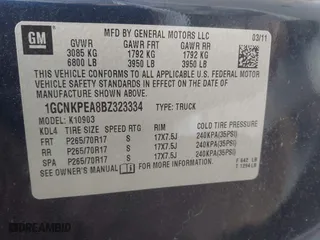 GM
MFD BY GENERAL MOTORS LLC
03/11
GVWR GAWR FRT GAWR RR
3085 KG 1792 KG 1792 KG
6800 LB 3950 LB 3950 LB
THIS VEHICLE CONFORMS TO ALL APPLICABLE U.S. FEDERAL
MOTOR VEHICLE SAFETY STANDARDS IN EFFECT ON THE DATE OF
MANUFACTURE SHOWN ABOVE.
1GCNKPEA8BZ323334 TYPE: TRUCK
MODEL: K10903
KDL4 TIRE SIZE SPEED RTG RIM COLD TIRE PRESSURE
FRT P265/70R17 S 17X7.5J 240KPA(35PSI)
RR P265/70R17 S 17X7.5J 240KPA(35PSI)
SPA P265/70R17 S 17X7.5J 240KPA(35PSI)
SEE OWNER'S MANUAL FOR MORE INFORMATION.
DREAMBID